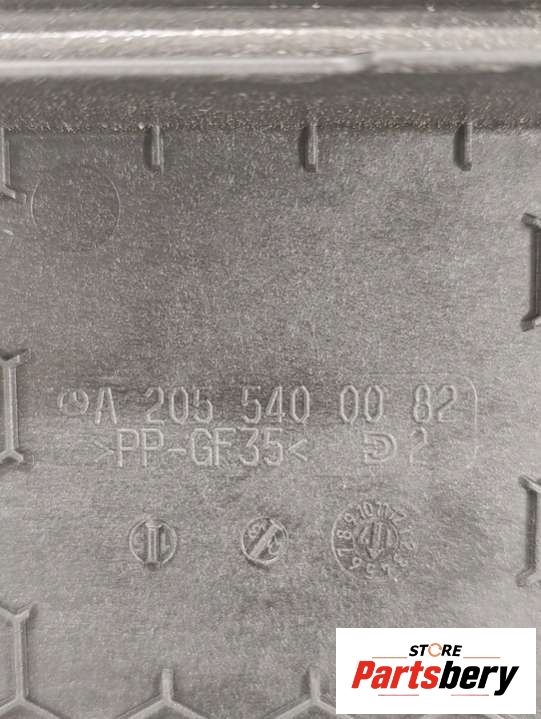 A 205 540 00 82
>PP-GF35< D 2
STORE
Partsbery